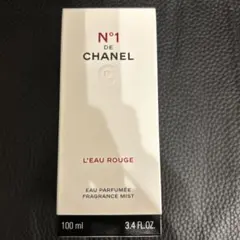 N°1
DE
CHANEL
L'EAU ROUGE
EAU PARFUMÉE
FRAGRANCE MIST
100 ml 3.4 FL. OZ.